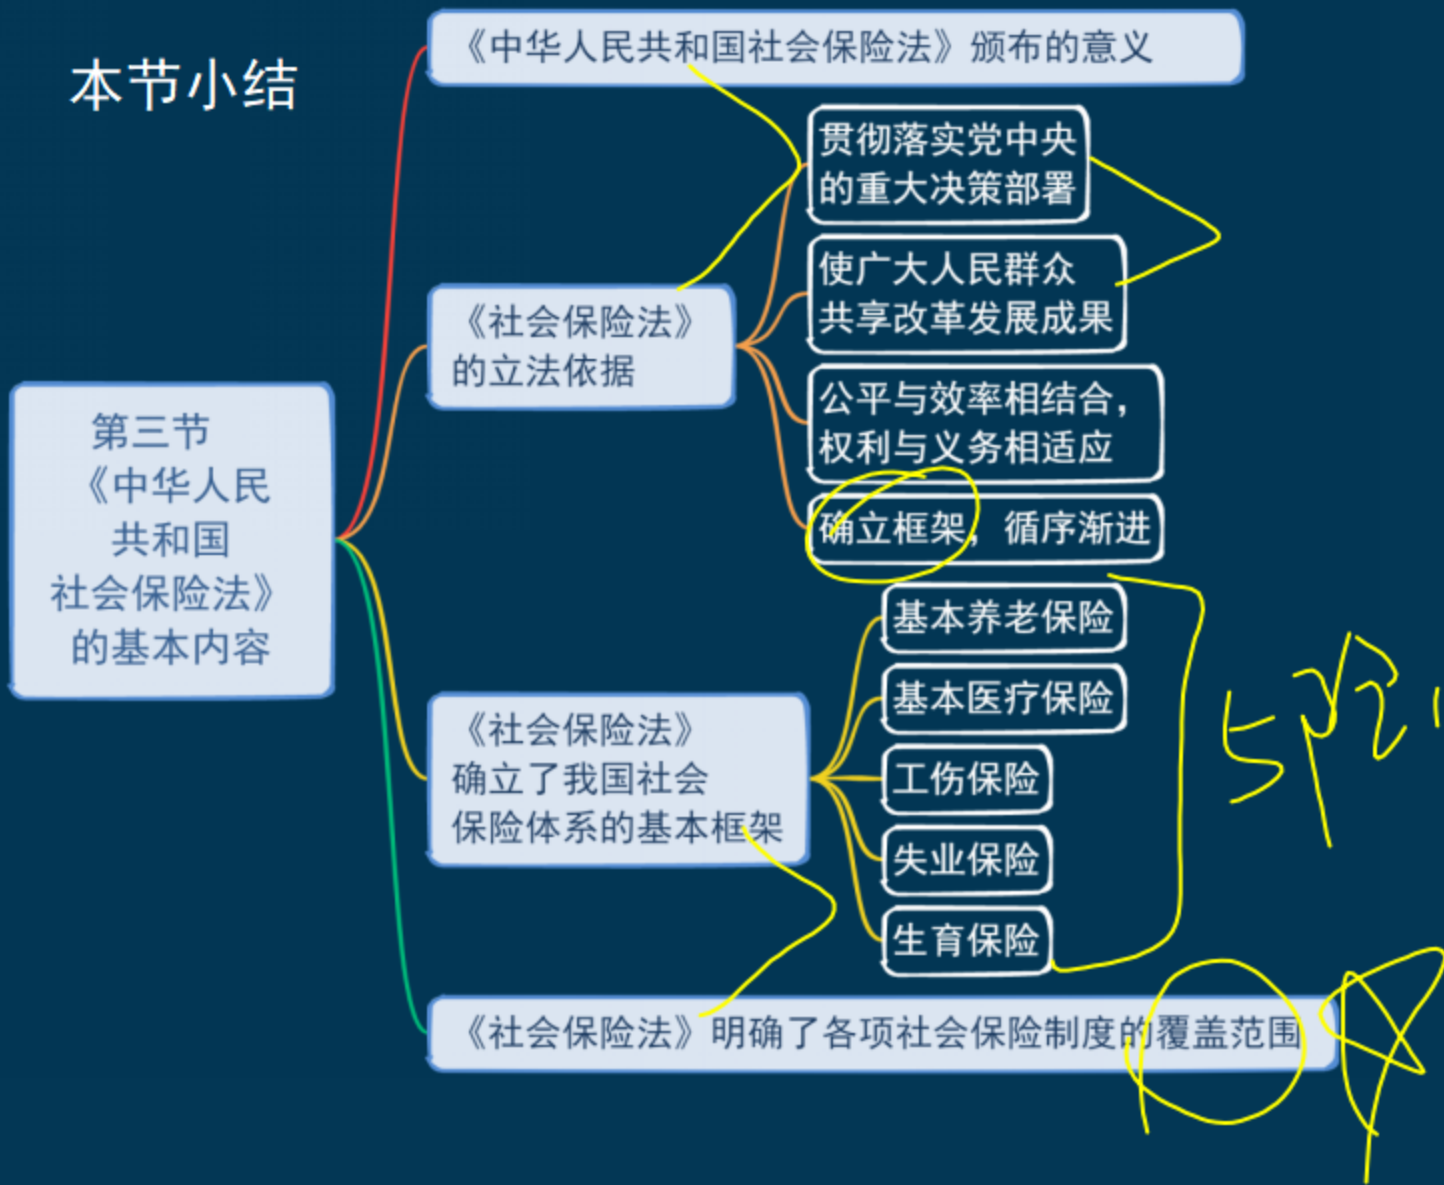 本节小结
《中华人民共和国社会保险法》颁布的意义
贯彻落实党中央
的重大决策部署
使广大人民群众
共享改革发展成果
《社会保险法》
的立法依据
公平与效率相结合，
权利与义务相适应
确立框架，循序渐进
第三节
《中华人民
共和国
社会保险法》
的基本内容
基本养老保险
基本医疗保险
《社会保险法》
确立了我国社会
保险体系的基本框架
工伤保险
失业保险
生育保险
5险
《社会保险法》明确了各项社会保险制度的覆盖范围